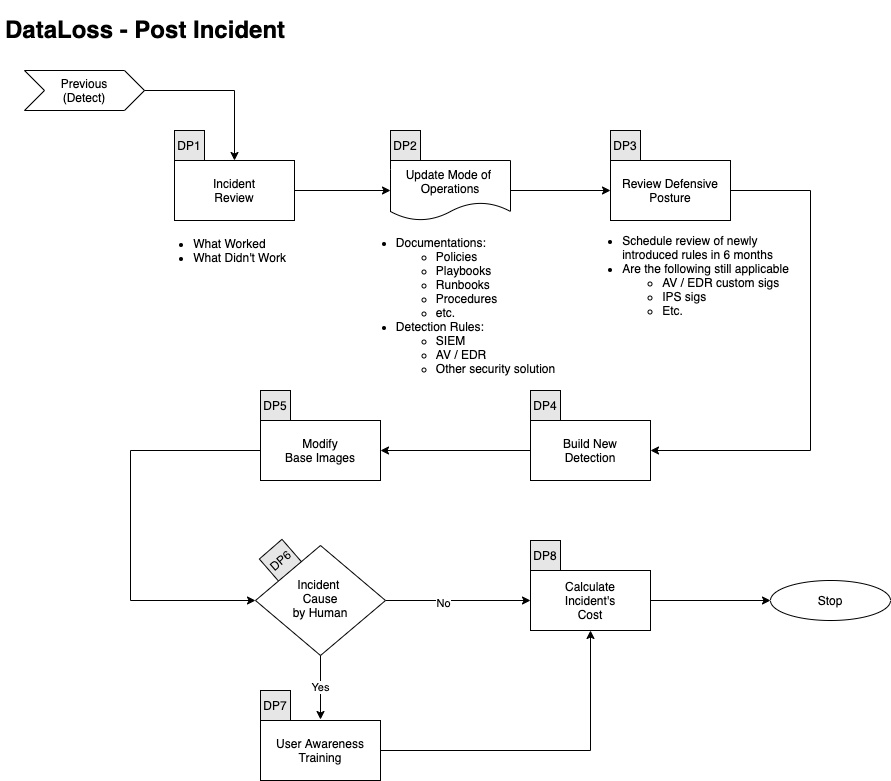 DataLoss - Post Incident
Previous
(Detect)
DP1
Incident
Review
What Worked
What Didn't Work
DP2
Update Mode of
Operations
Documentations:
Policies
Playbooks
Runbooks
Procedures
etc.
Detection Rules:
SIEM
AV / EDR
Other security solution
DP3
Review Defensive
Posture
Schedule review of newly
introduced rules in 6 months
Are the following still applicable
AV / EDR custom sigs
IPS sigs
Etc.
DP4
Build New
Detection
DP5
Modify
Base Images
DP6
Incident
Cause
by Human
No
Yes
DP7
User Awareness
Training
DP8
Calculate
Incident's
Cost
Stop